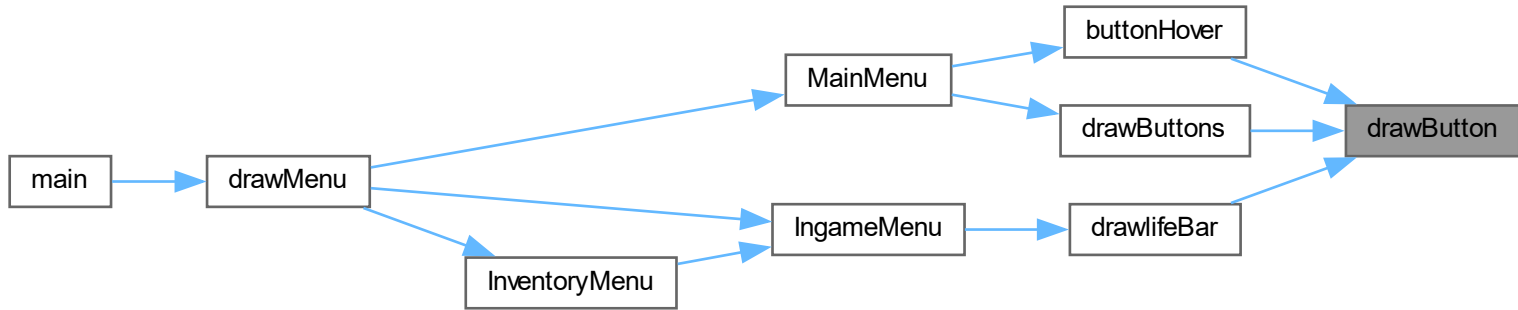 main
drawMenu
InventoryMenu
MainMenu
IngameMenu
buttonHover
drawButtons
drawlifeBar
drawButton